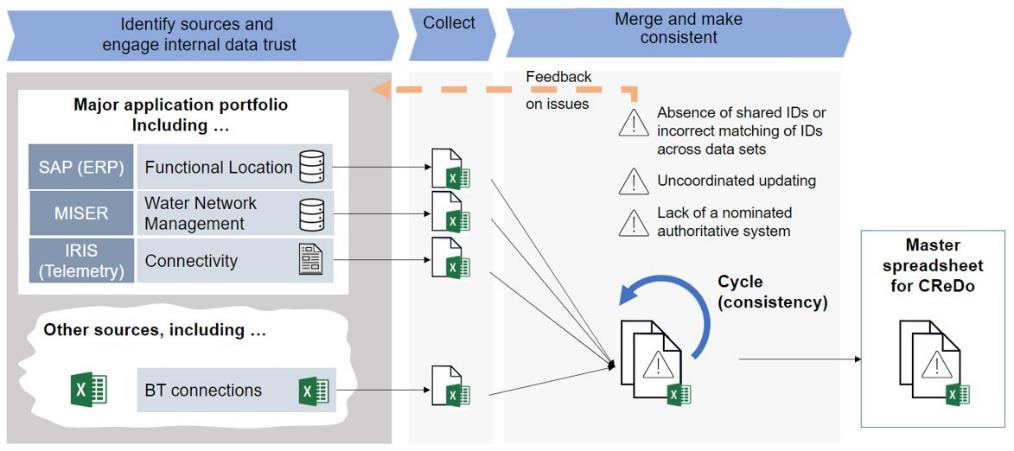 Identify sources and
engage internal data trust
Collect
Merge and make
consistent
Major application portfolio
Including …
SAP (ERP)
Functional Location
MISER
Water Network
Management
IRIS
(Telemetry)
Connectivity
Other sources, including …
X
BT connections
X
X
X
X
X
Feedback
on issues
Absence of shared IDs or
incorrect matching of IDs
across data sets
Uncoordinated updating
Lack of a nominated
authoritative system
Cycle
(consistency)
X
Master
spreadsheet
for CReDo
X